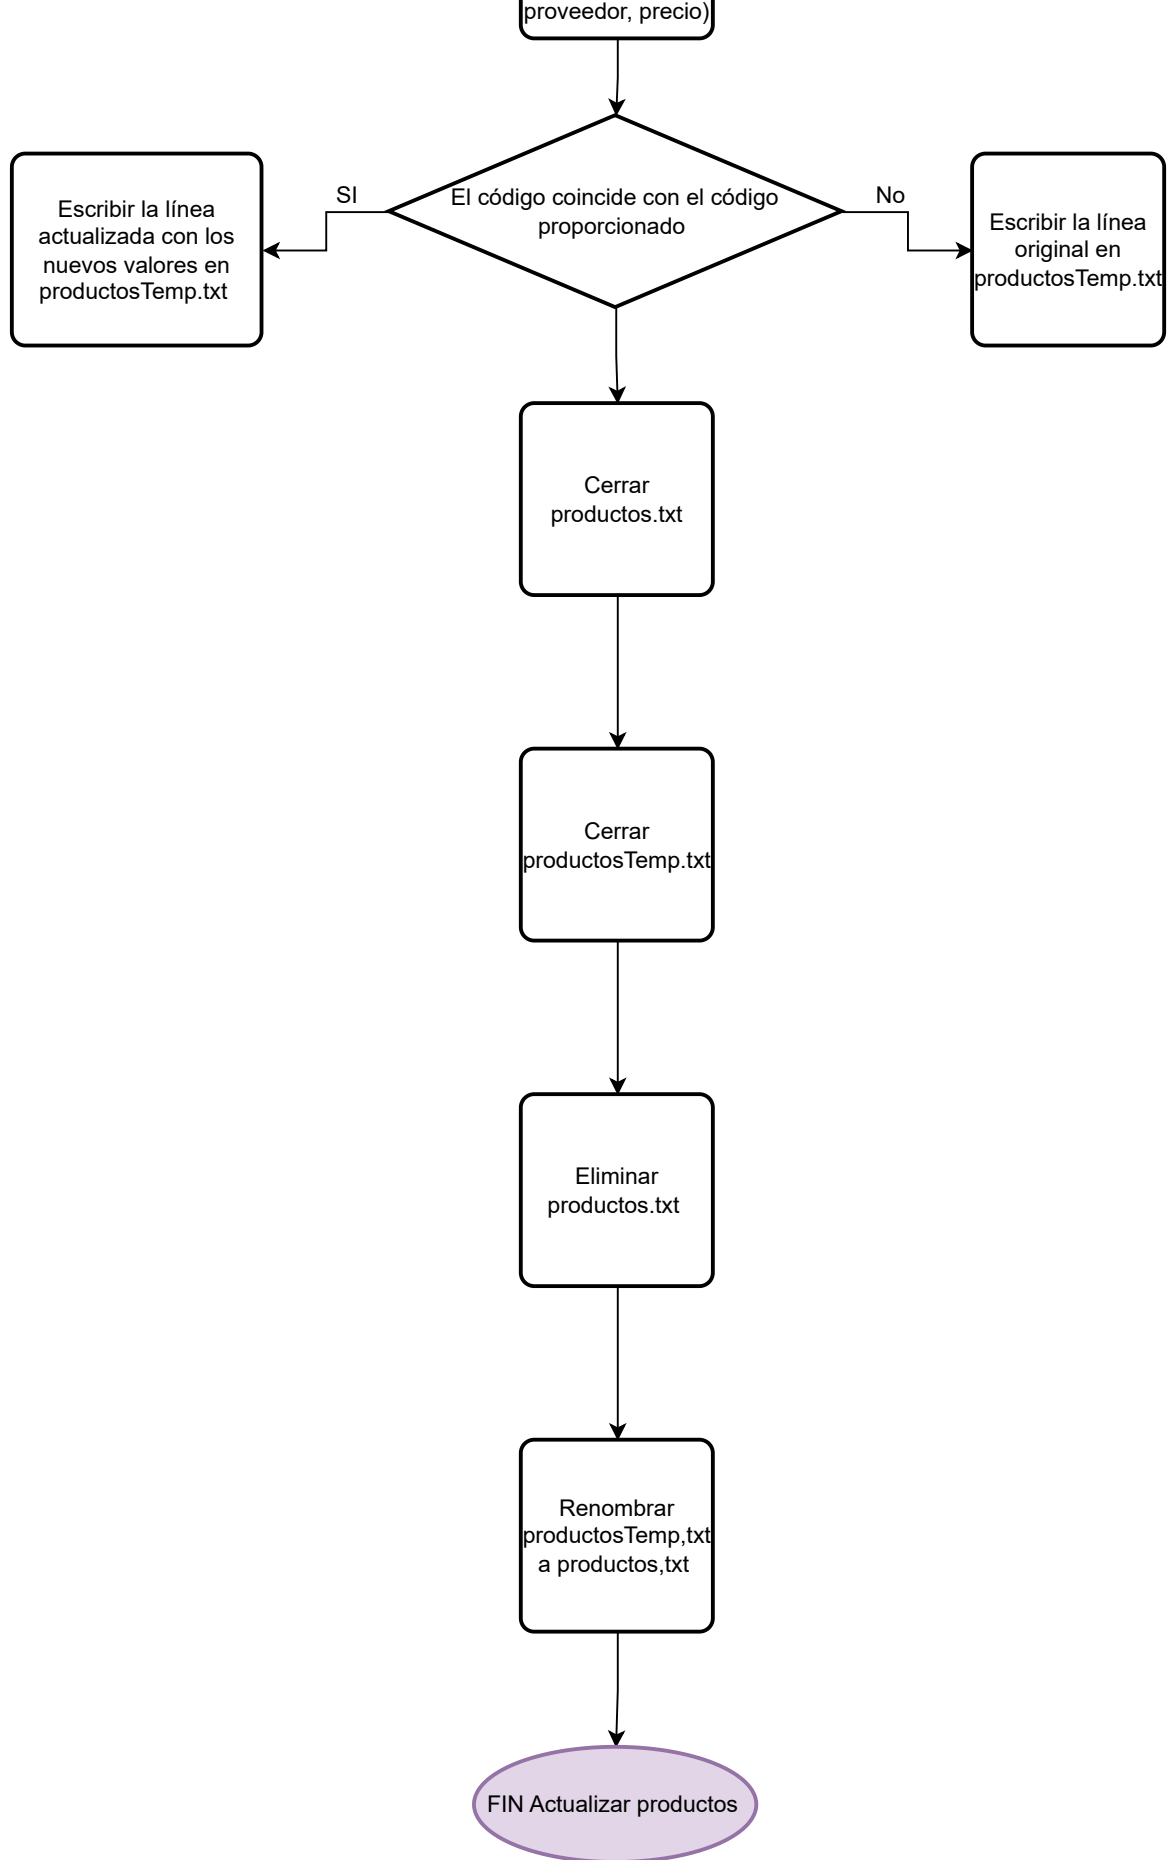 proveedor, precio)
El código coincide con el código
proporcionado
SI
No
Escribir la línea
actualizada con los
nuevos valores en
productosTemp.txt
Escribir la línea
original en
productosTemp.txt
Cerrar
productos.txt
Cerrar
productosTemp.txt
Eliminar
productos.txt
Renombrar
productosTemp,txt
a productos,txt
FIN Actualizar productos